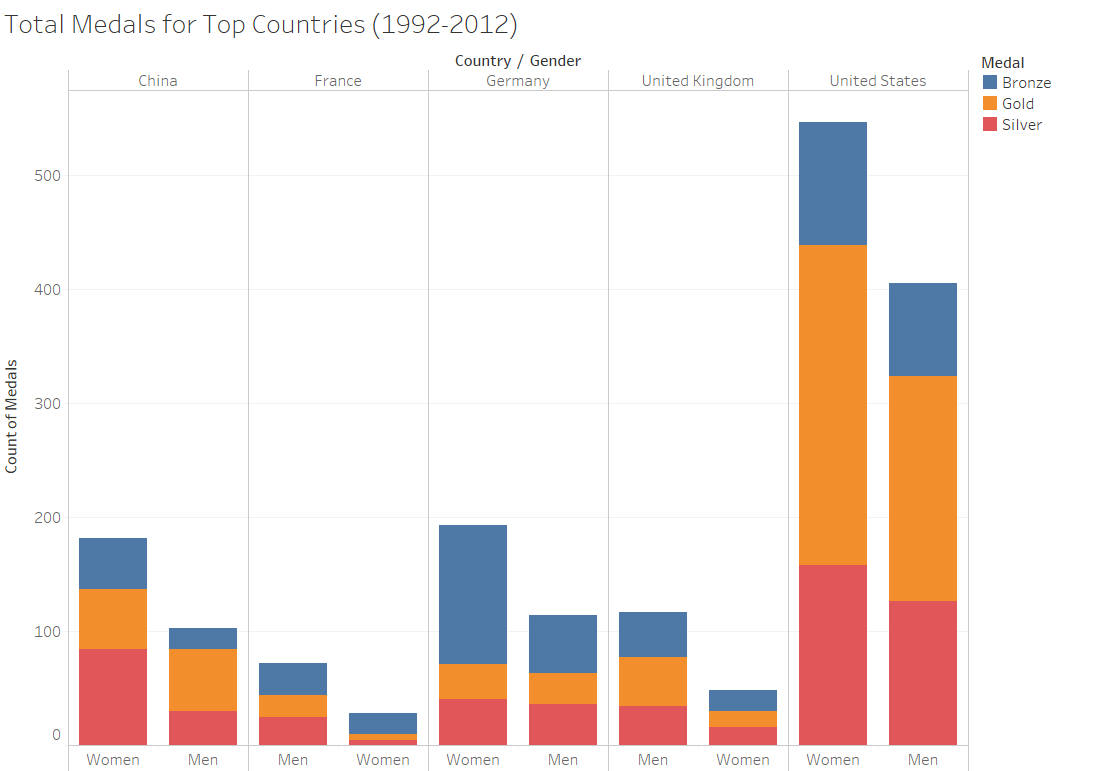 Total Medals for Top Countries (1992-2012)
Country / Gender
China France Germany United Kingdom United States
Medal
Bronze
Gold
Silver
Count of Medals
500
400
300
200
100
0
Women Men Men Women Women Men Men Women Women Men